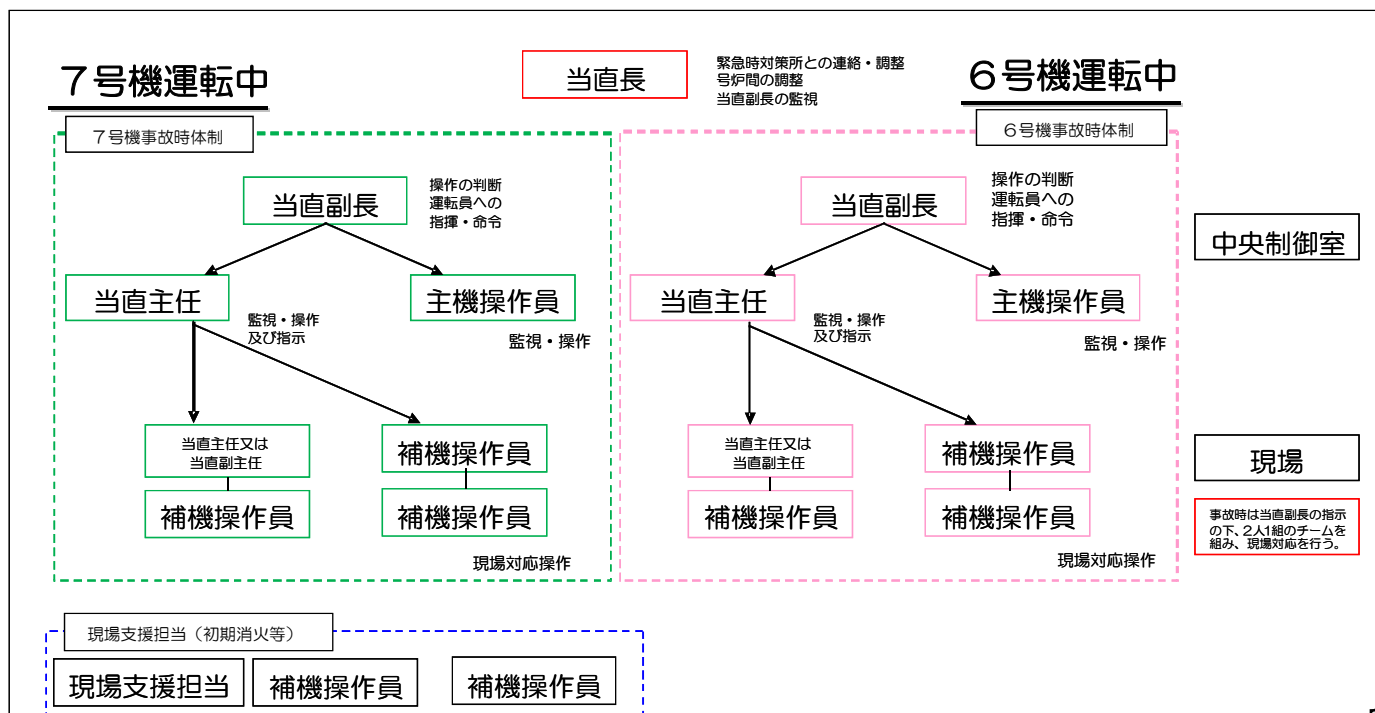 7号機運転中
当直長
緊急時対策所との連絡・調整
号炉間の調整
当直副長の監視
6号機運転中
7号機事故時体制
当直副長
操作の判断
運転員への
指揮・命令
当直主任
主機操作員
監視・操作
及び指示
監視・操作
当直主任又は
当直副主任
補機操作員
補機操作員
補機操作員
現場対応操作
6号機事故時体制
当直副長
操作の判断
運転員への
指揮・命令
当直主任
主機操作員
監視・操作
及び指示
監視・操作
当直主任又は
当直副主任
補機操作員
補機操作員
補機操作員
現場対応操作
中央制御室
現場
事故時は当直副長の指示
の下、2人1組のチームを
組み、現場対応を行う。
現場支援担当（初期消火等）
現場支援担当
補機操作員
補機操作員